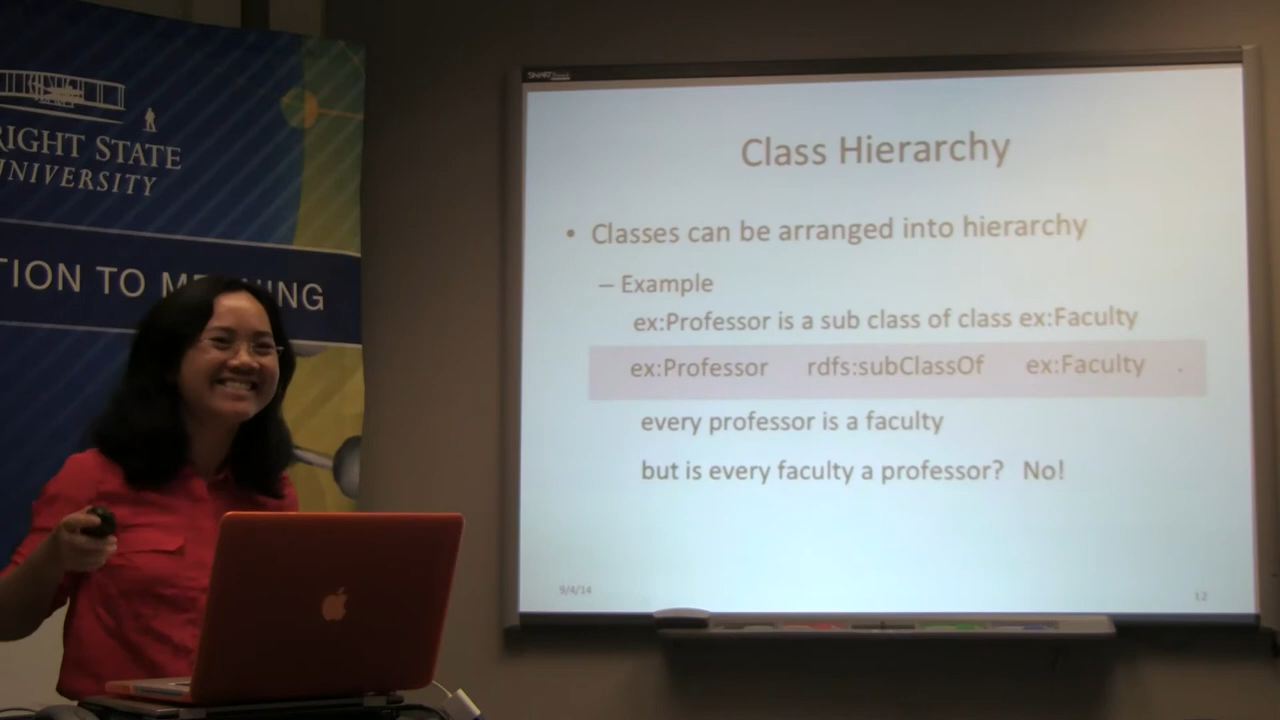 RIGHT STATE
UNIVERSITY
TION TO M NING
SMART
Class Hierarchy
• Classes can be arranged into hierarchy
– Example
ex:Professor is a sub class of class ex:Faculty
ex:Professor rdfs:subClassOf ex:Faculty .
every professor is a faculty
but is every faculty a professor? No!
9/4/14
12